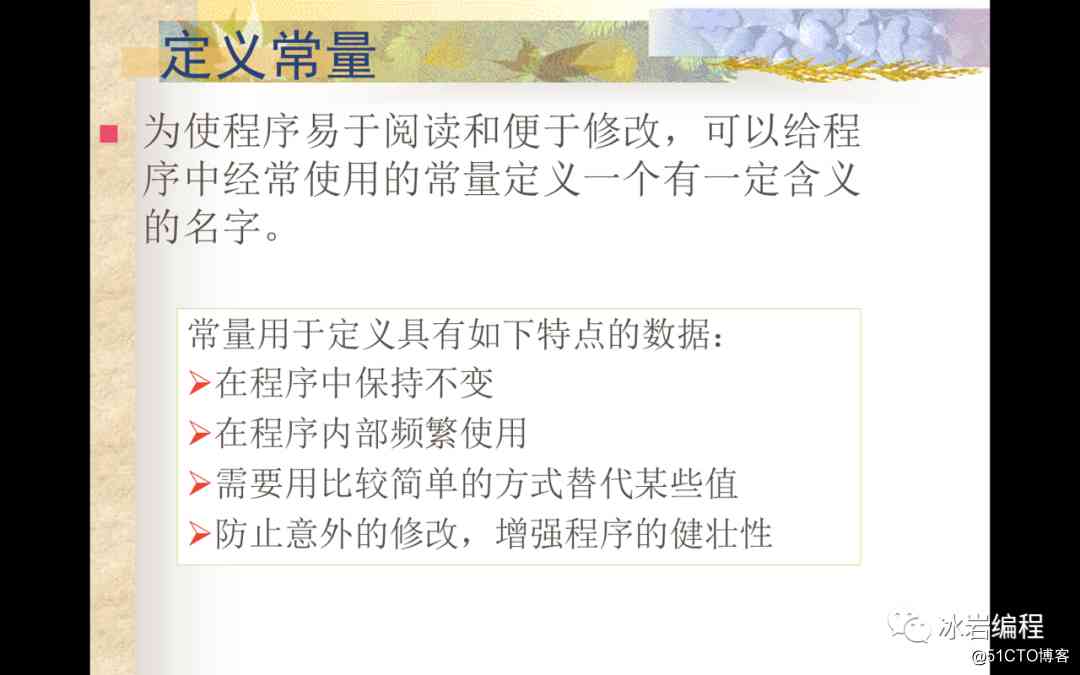 定义常量
为使程序易于阅读和便于修改，可以给程
序中经常使用的常量定义一个有一定含义
的名字。
常量用于定义具有如下特点的数据：
在程序中保持不变
在程序内部频繁使用
需要用比较简单的方式替代某些值
防止意外的修改，增强程序的健壮性
冰岩编程
@51CTO博客